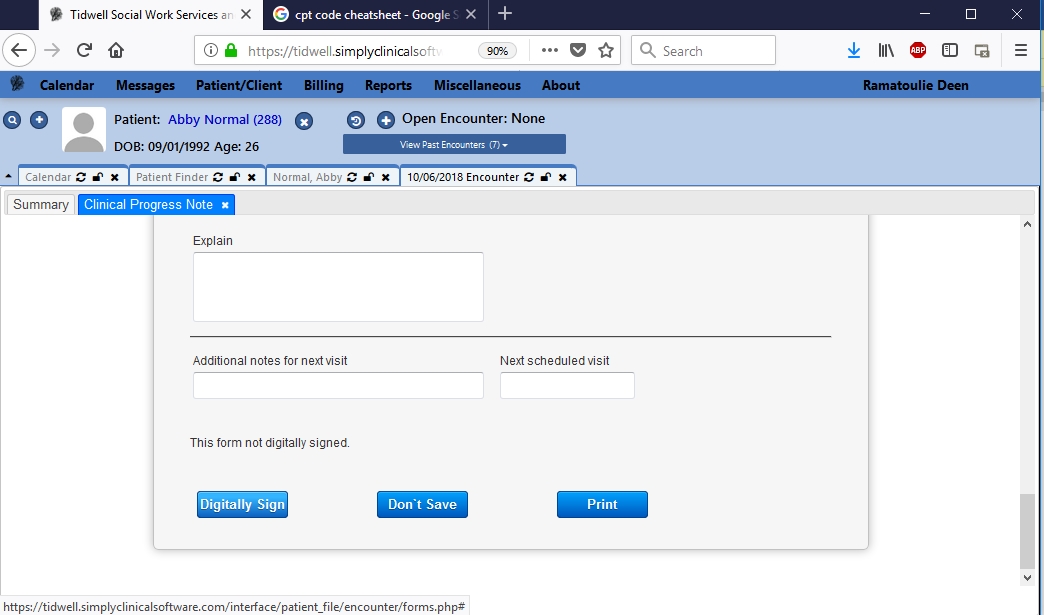 Tidwell Social Work Services an
cpt code cheatsheet - Google S
https://tidwell.simplyclinicalsoftw
90%
Search
ABP
Calendar Messages Patient/Client Billing Reports Miscellaneous About Ramatoulie Deen
Patient: Abby Normal (288)
Open Encounter: None
DOB: 09/01/1992 Age: 26
View Past Encounters (7)
Calendar Patient Finder Normal, Abby 10/06/2018 Encounter
Summary Clinical Progress Note
Explain
Additional notes for next visit Next scheduled visit
This form not digitally signed.
Digitally Sign Don`t Save Print
https://tidwell.simplyclinicalsoftware.com/interface/patient_file/encounter/forms.php#